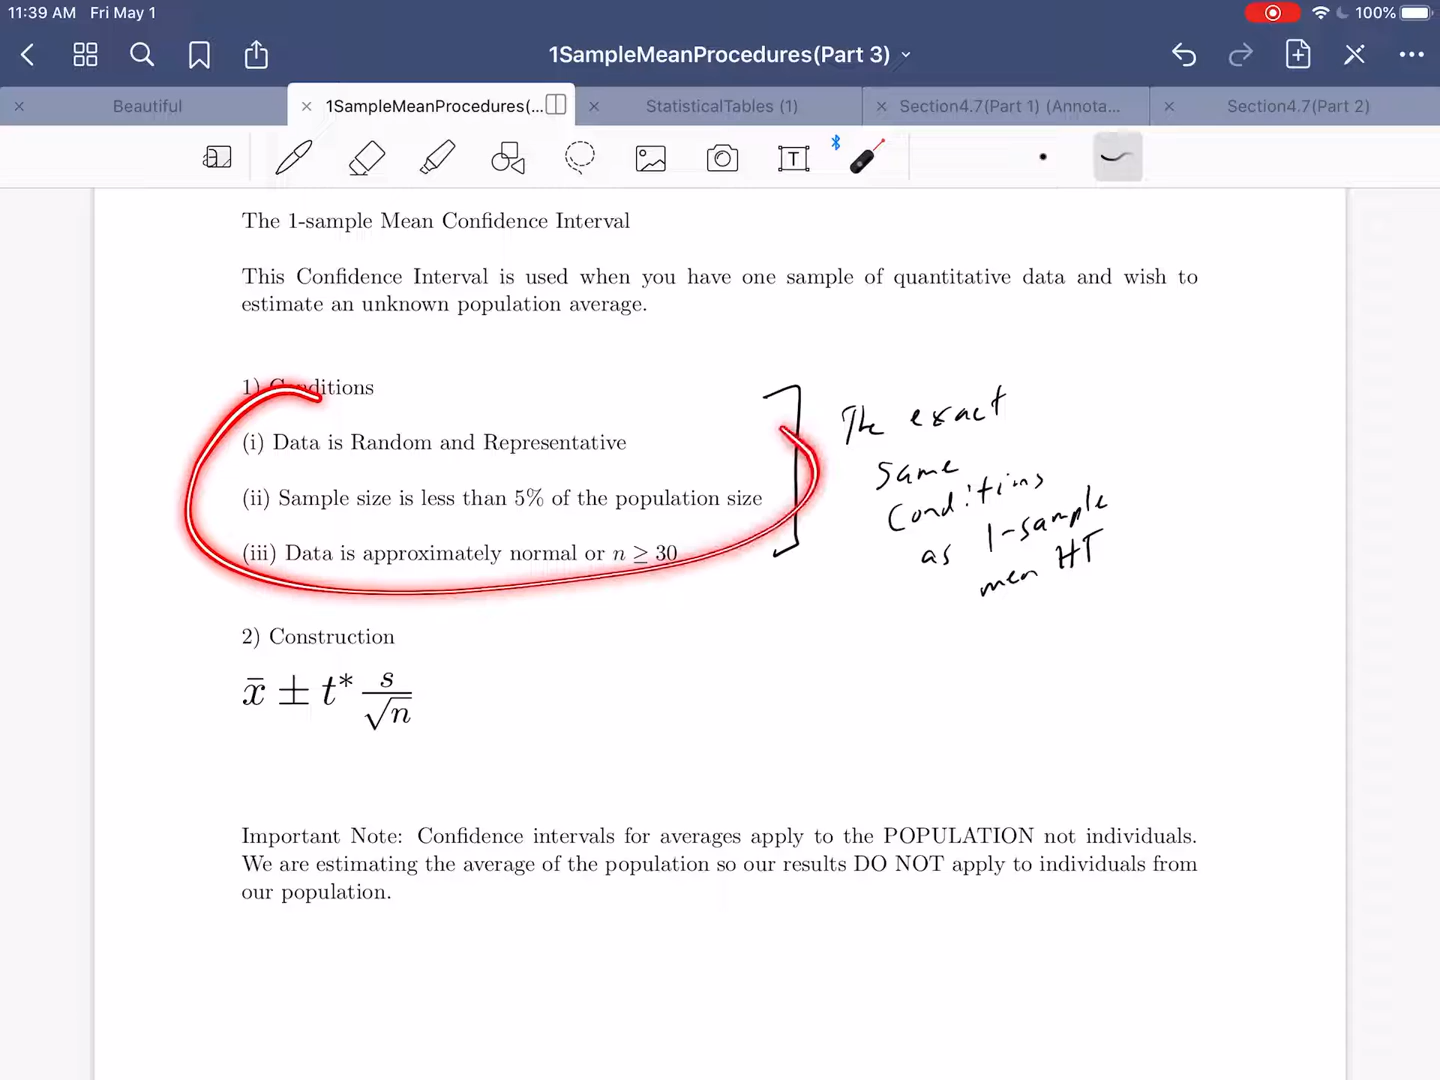 11:39 AM Fri May 1
100%
1SampleMeanProcedures(Part 3)
Beautiful
1SampleMeanProcedures(...
StatisticalTables (1)
Section4.7(Part 1) (Annota...
Section4.7(Part 2)
The 1-sample Mean Confidence Interval
This Confidence Interval is used when you have one sample of quantitative data and wish to
estimate an unknown population average.
1) Conditions
(i) Data is Random and Representative
(ii) Sample size is less than 5% of the population size
(iii) Data is approximately normal or n ≥ 30
The exact
same
Conditions
as 1-sample
mean HT
2) Construction
x̄ ± t* s/√n
Important Note: Confidence intervals for averages apply to the POPULATION not individuals.
We are estimating the average of the population so our results DO NOT apply to individuals from
our population.